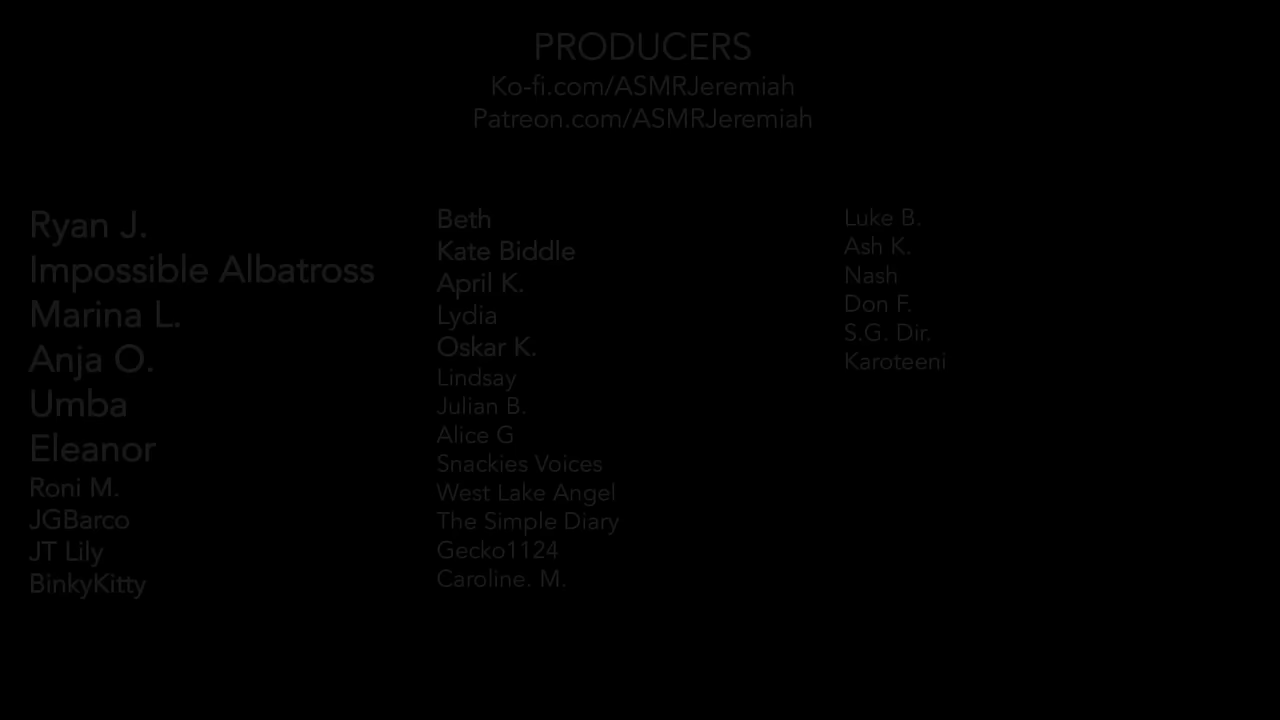 PRODUCERS
Ko-fi.com/ASMRJeremiah
Patreon.com/ASMRJeremiah
Ryan J.
Impossible Albatross
Marina L.
Anja O.
Umba
Eleanor
Roni M.
JGBarco
JT Lily
BinkyKitty
Beth
Kate Biddle
April K.
Lydia
Oskar K.
Lindsay
Julian B.
Alice G
Snackies Voices
West Lake Angel
The Simple Diary
Gecko1124
Caroline. M.
Luke B.
Ash K.
Nash
Don F.
S.G. Dir.
Karoteeni